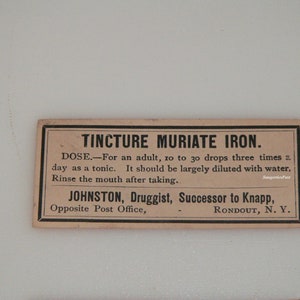 TINCTURE MURIATE IRON.
DOSE.—For an adult, 10 to 30 drops three times a
day as a tonic. It should be largely diluted with water.
Rinse the mouth after taking.
JOHNSTON, Druggist, Successor to Knapp,
Opposite Post Office, - RONDOUT, N. Y.